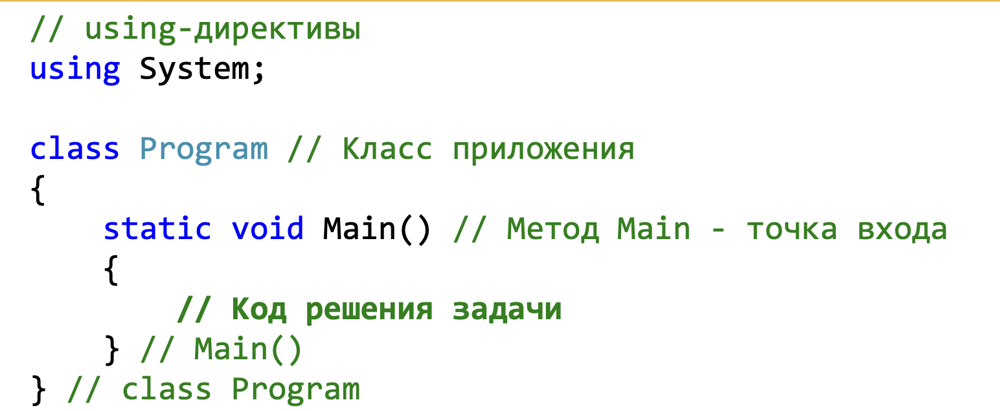 // using-директивы
using System;
class Program // Класс приложения
{
static void Main() // Метод Main - точка входа
{
// Код решения задачи
} // Main()
} // class Program